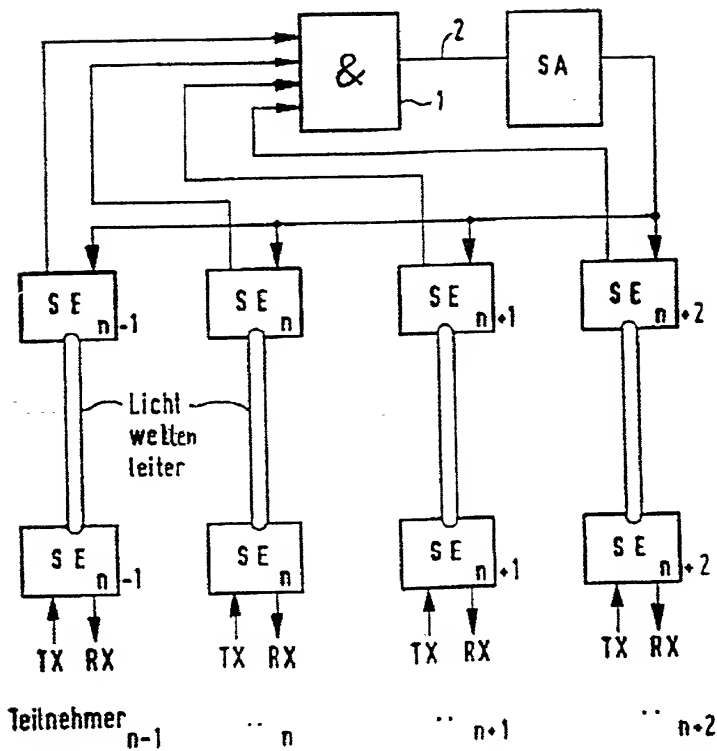 & 2 SA
1
SE n-1 SE n SE n+1 SE n+2
Licht
wellen
leiter
SE n-1 SE n SE n+1 SE n+2
TX RX TX RX TX RX TX RX
Teilnehmer n-1 .. n .. n+1 .. n+2